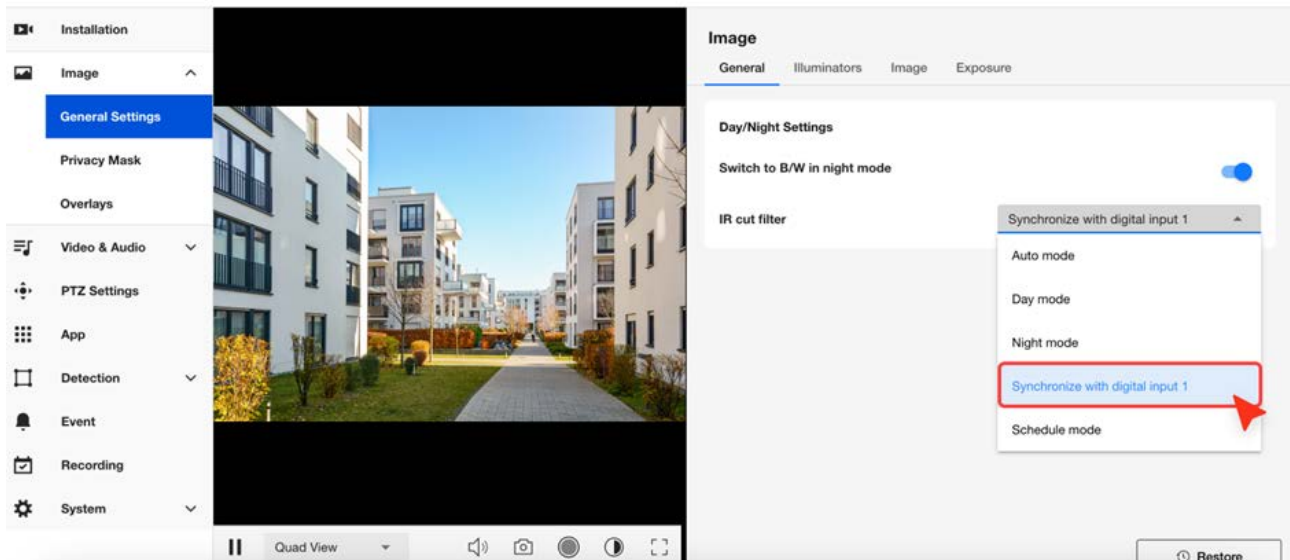 Installation
Image
General Settings
Privacy Mask
Overlays
Video & Audio
PTZ Settings
App
Detection
Event
Recording
System
Quad View
Image
General Illuminators Image Exposure
Day/Night Settings
Switch to B/W in night mode
IR cut filter
Synchronize with digital input 1
Auto mode
Day mode
Night mode
Synchronize with digital input 1
Schedule mode
Restore